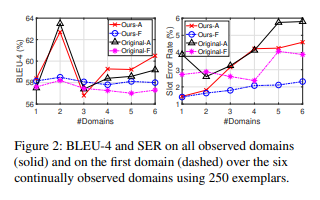 64
62
60
58
56
BLEU-4 (%)
1 2 3 4 5 6
#Domains
Ours-A
Ours-F
Original-A
Original-F
6
5
4
3
2
1
Slot Error Rate (%)
1 2 3 4 5 6
#Domains
Ours-A
Ours-F
Original-A
Original-F
Figure 2: BLEU-4 and SER on all observed domains
(solid) and on the first domain (dashed) over the six
continually observed domains using 250 exemplars.